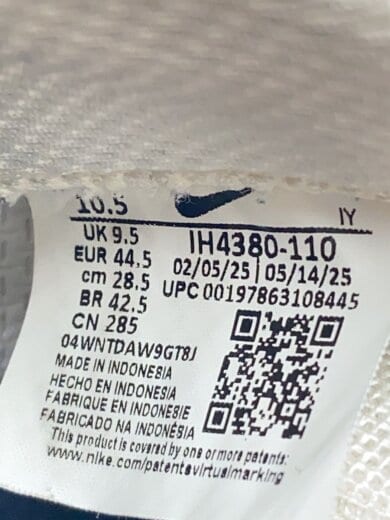 10.5
IY
UK 9.5
IH4380-110
EUR 44.5
02/05/25 | 05/14/25
cm 28.5
UPC 00197863108445
BR 42.5
CN 285
04WNTDAW9GT8J
MADE IN INDONESIA
HECHO EN INDONESIA
FABRIQUE EN INDONESIE
FABRICADO NA INDONÉSIA
This product is covered by one or more patents:
www.nike.com/patentsvirtualmarking